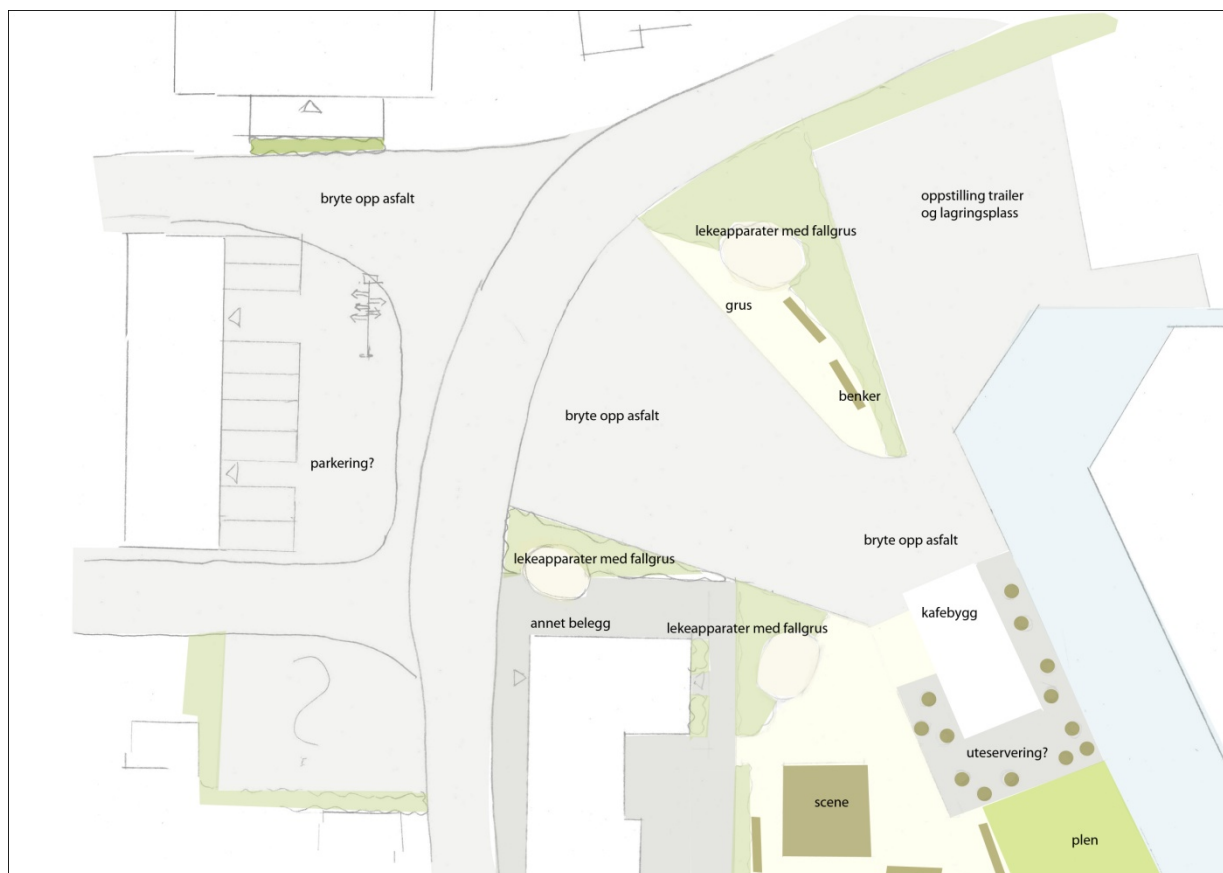 bryte opp asfalt
oppstilling trailer
og lagringsplass
lekeapparater med fallgrus
grus
benker
bryte opp asfalt
parkering?
bryte opp asfalt
lekeapparater med fallgrus
kafebygg
annet belegg
lekeapparater med fallgrus
uteservering?
scene
plen